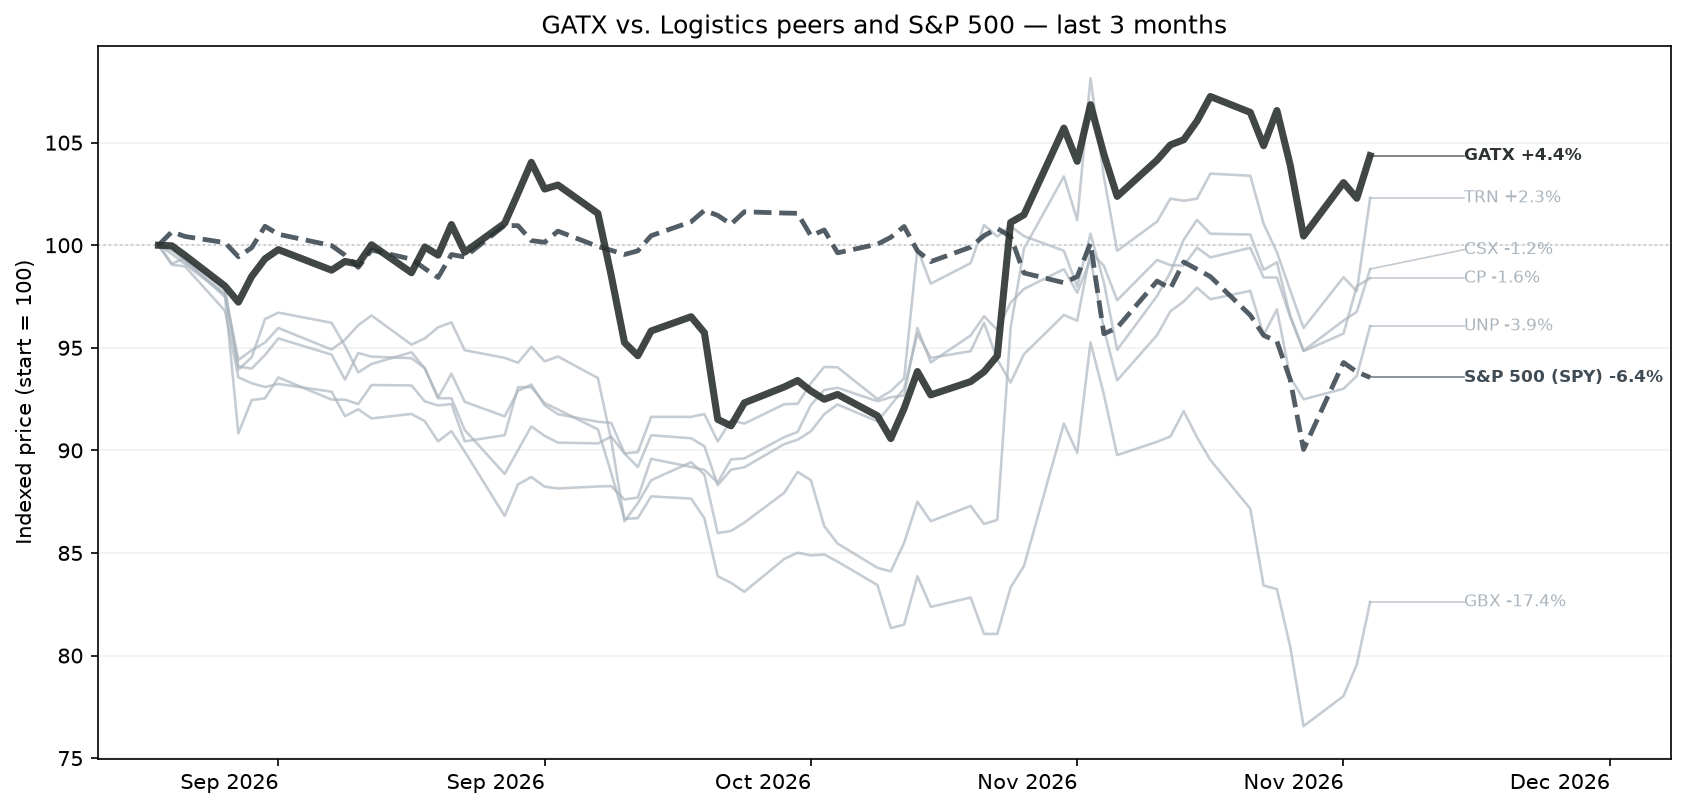 GATX vs. Logistics peers and S&P 500 — last 3 months
Indexed price (start = 100)
105
100
95
90
85
80
75
GATX +4.4%
TRN +2.3%
CSX -1.2%
CP -1.6%
UNP -3.9%
S&P 500 (SPY) -6.4%
GBX -17.4%
Sep 2026
Sep 2026
Oct 2026
Nov 2026
Nov 2026
Dec 2026